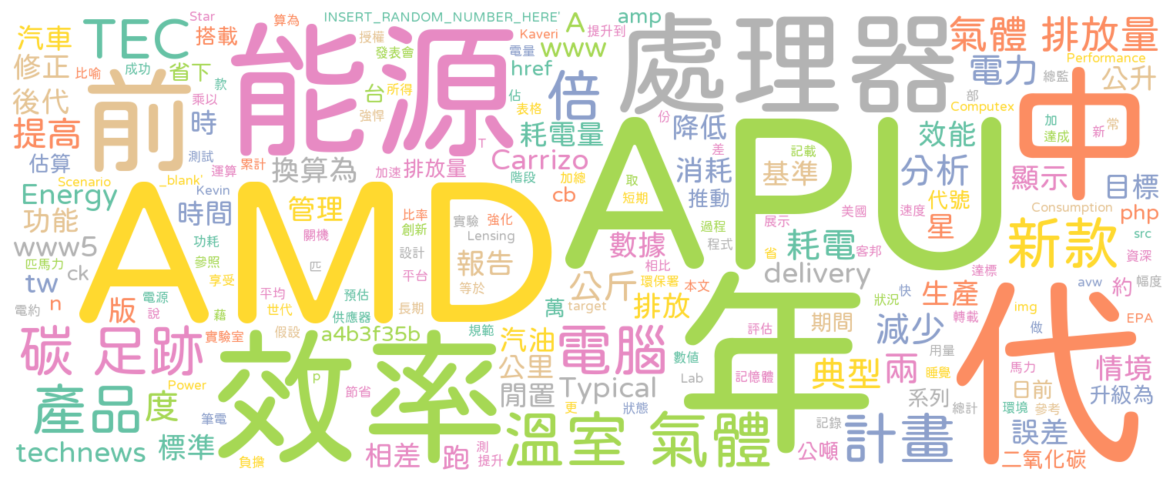 汽車 TEC 搭載 Star 算為 INSERT_RANDOM_NUMBER_HERE' Kaveri A 提升到 amp 處理器 氣體 排放量
修正 比喻 成功 省下 能源 授權 電量 發表會 www 倍 電力 總監 Performance 公升
後代 前 乘以 款 台 所得 佔 href 表格 強悍 份 部 Computex 加 達成 新 常
提高 時 耗電量 降低 效能 中
估算 測試 運算 累計 換算為 加速 排放量 T Carrizo 差 記載 消耗 基準 分析 顯示 目標
Energy Scenario _blank' Kevin AMD 階段 加總 cb APU 推動 取 短期 美國 速度 代號 Consumption
功能 時間 管理 比率 創新 實驗 強化 過程 展示 程式 星 新款 php src
www5 功耗 參照 關機 設計 Lensing 報告 數據 耗電 客邦 省 達標 資深
tw ck 匹馬力 享受 匹 平台 等於 公斤 相比 環保署 delivery 本文 avw 幅度
n 電約 版 電源 說 平均 世代 預估 供應器 長期 萬 target 排放 年 狀況 快 生產 img 轉載 約 做 EPA
碳 足跡 實驗室 藉 假設 規範 a4b3f35b 汽油 電腦 數值 評估 期間 減少 代
效率 公里 閒置 Typical Lab 記憶體 典型 兩 用量 睡覺 馬力 情境
產品 度 Power P 節省 更 狀態 系列 總計 日前 環境 參考 升級為
technews 標準 筆電 負擔 相差 跑 測 提升 溫室 氣體 公噸 記錄 計畫 誤差 二氧化碳